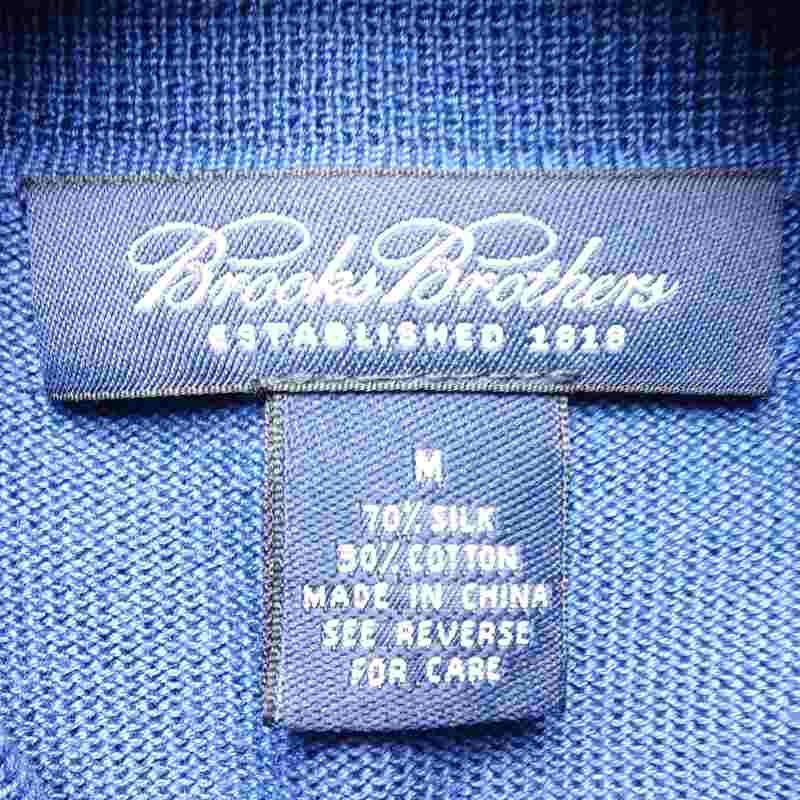 Brooks Brothers
ESTABLISHED 1818
M
70% SILK
30% COTTON
MADE IN CHINA
SEE REVERSE
FOR CARE